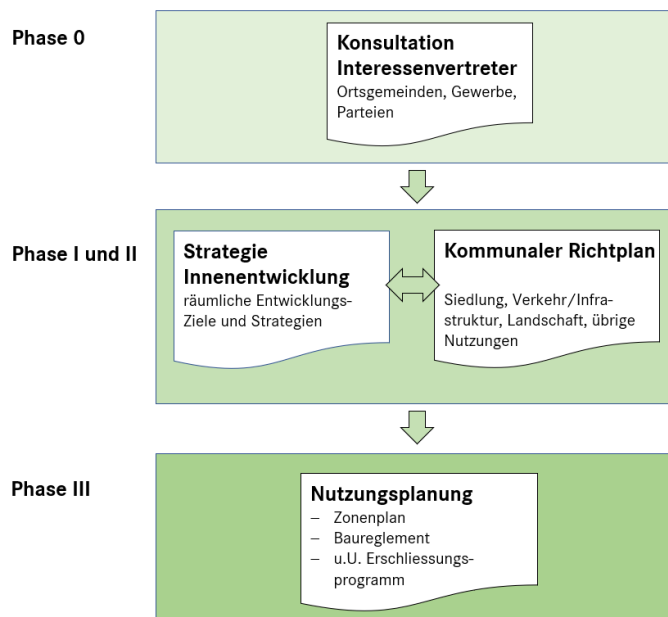 Phase 0
Konsultation
Interessenvertreter
Ortsgemeinden, Gewerbe,
Parteien
Phase I und II
Strategie
Innenentwicklung
räumliche Entwicklungs-
Ziele und Strategien
Kommunaler Richtplan
Siedlung, Verkehr/Infra-
struktur, Landschaft, übrige
Nutzungen
Phase III
Nutzungsplanung
– Zonenplan
– Baureglement
– u.U. Erschliessungs-
programm